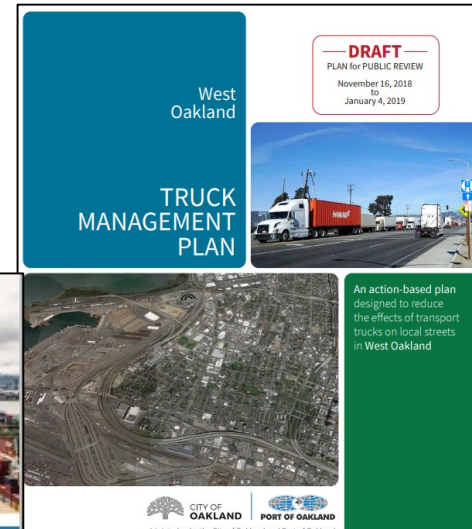 West
Oakland
TRUCK
MANAGEMENT
PLAN
DRAFT
PLAN for PUBLIC REVIEW
November 16, 2018
to
January 4, 2019
An action-based plan
designed to reduce
the effects of transport
trucks on local streets
in West Oakland
CITY OF
OAKLAND
PORT OF OAKLAND